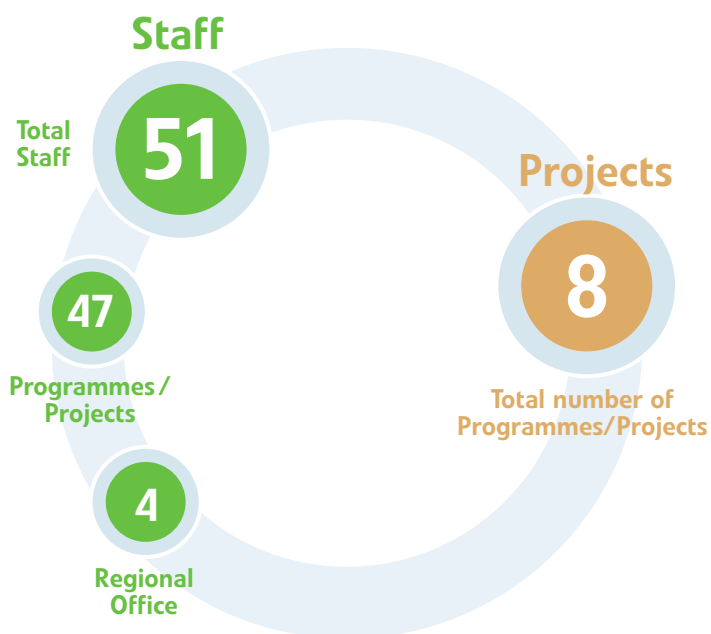 Staff
Total
Staff
51
47
Programmes/
Projects
4
Regional
Office
Projects
8
Total number of
Programmes/Projects